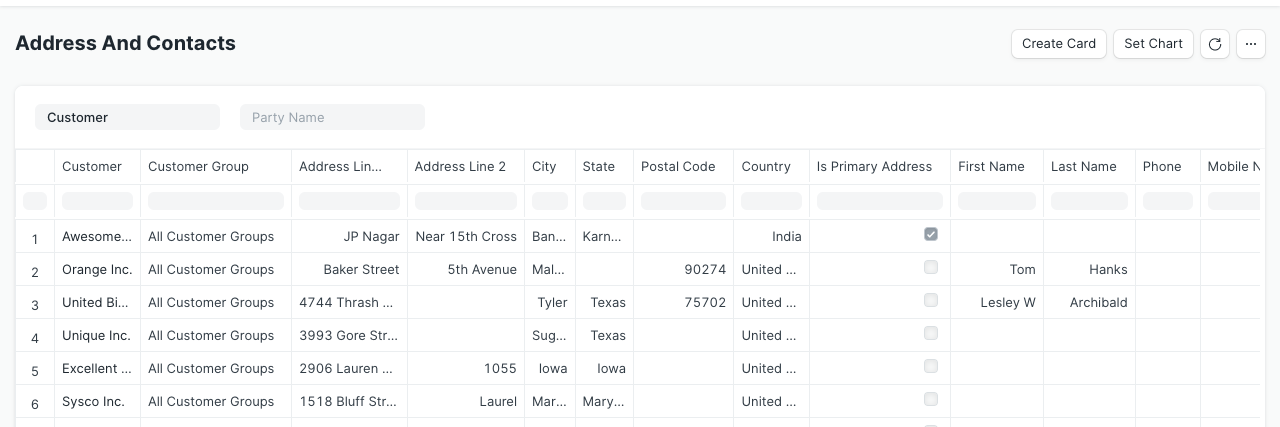 Address And Contacts
Create Card Set Chart
Customer Party Name
Customer Customer Group Address Lin... Address Line 2 City State Postal Code Country Is Primary Address First Name Last Name Phone Mobile N
1 Awesome... All Customer Groups JP Nagar Near 15th Cross Ban... Karn... India
2 Orange Inc. All Customer Groups Baker Street 5th Avenue Mal... 90274 United ... Tom Hanks
3 United Bi... All Customer Groups 4744 Thrash ... Tyler Texas 75702 United ... Lesley W Archibald
4 Unique Inc. All Customer Groups 3993 Gore Str... Sug... Texas United ...
5 Excellent ... All Customer Groups 2906 Lauren ... 1055 Iowa Iowa United ...
6 Sysco Inc. All Customer Groups 1518 Bluff Str... Laurel Mar... Mary... United ...